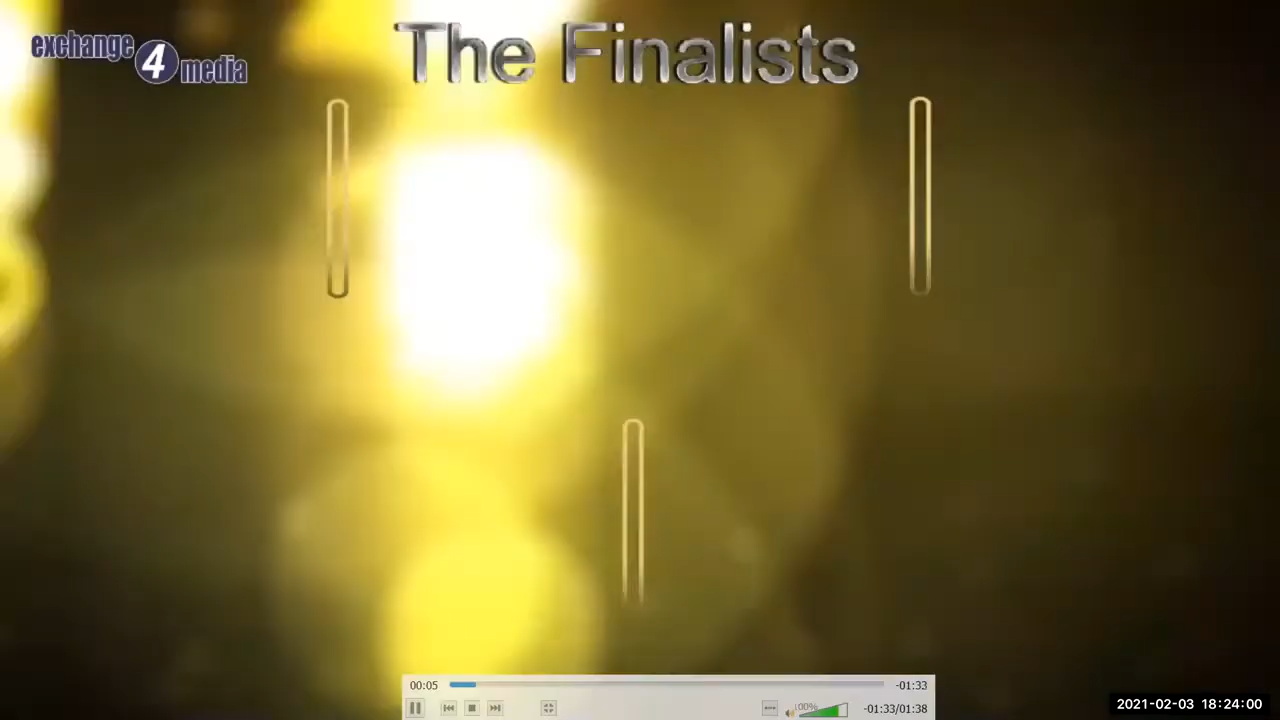 The Finalists
exchange
4
media
00:05
-01:33
100%
-01:33/01:38
2021-02-03 18:24:00